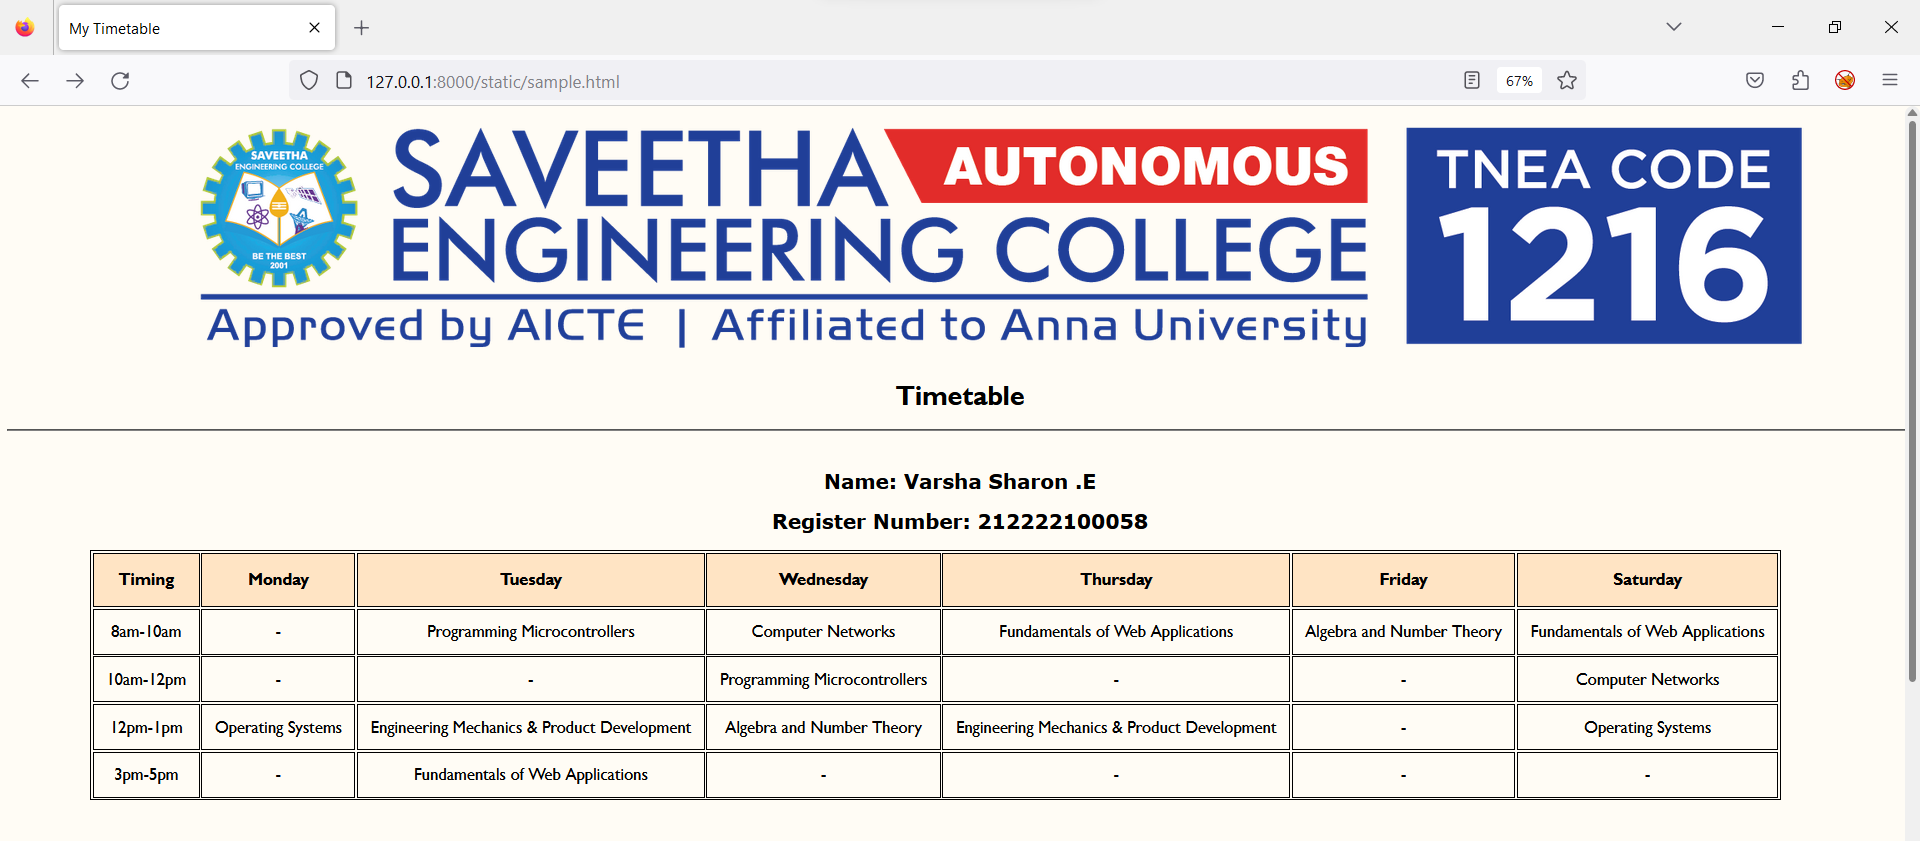 My Timetable
127.0.0.1:8000/static/sample.html
67%
SAVEETHA
ENGINEERING COLLEGE
BE THE BEST
2001
SAVEETHA AUTONOMOUS
ENGINEERING COLLEGE
Approved by AICTE | Affiliated to Anna University
TNEA CODE
1216
Timetable
Name: Varsha Sharon .E
Register Number: 212222100058
Timing Monday Tuesday Wednesday Thursday Friday Saturday
8am-10am - Programming Microcontrollers Computer Networks Fundamentals of Web Applications Algebra and Number Theory Fundamentals of Web Applications
10am-12pm - - Programming Microcontrollers - - Computer Networks
12pm-1pm Operating Systems Engineering Mechanics & Product Development Algebra and Number Theory Engineering Mechanics & Product Development - Operating Systems
3pm-5pm - Fundamentals of Web Applications - - - -